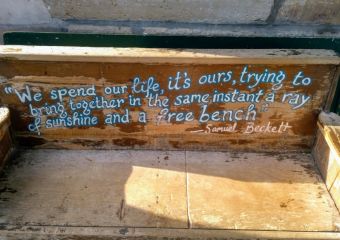 "We spend our life, it's ours, trying to
bring together in the same instant a ray
of sunshine and a free bench"
—Samuel Beckett